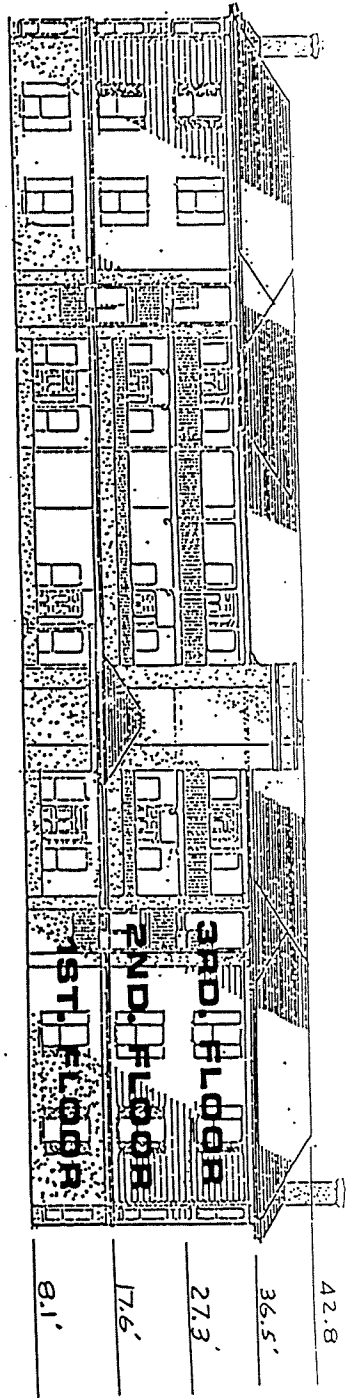 42.8
36.5'
27.3'
17.6'
8.1'
3RD. FLOOR
2ND. FLOOR
1ST. FLOOR